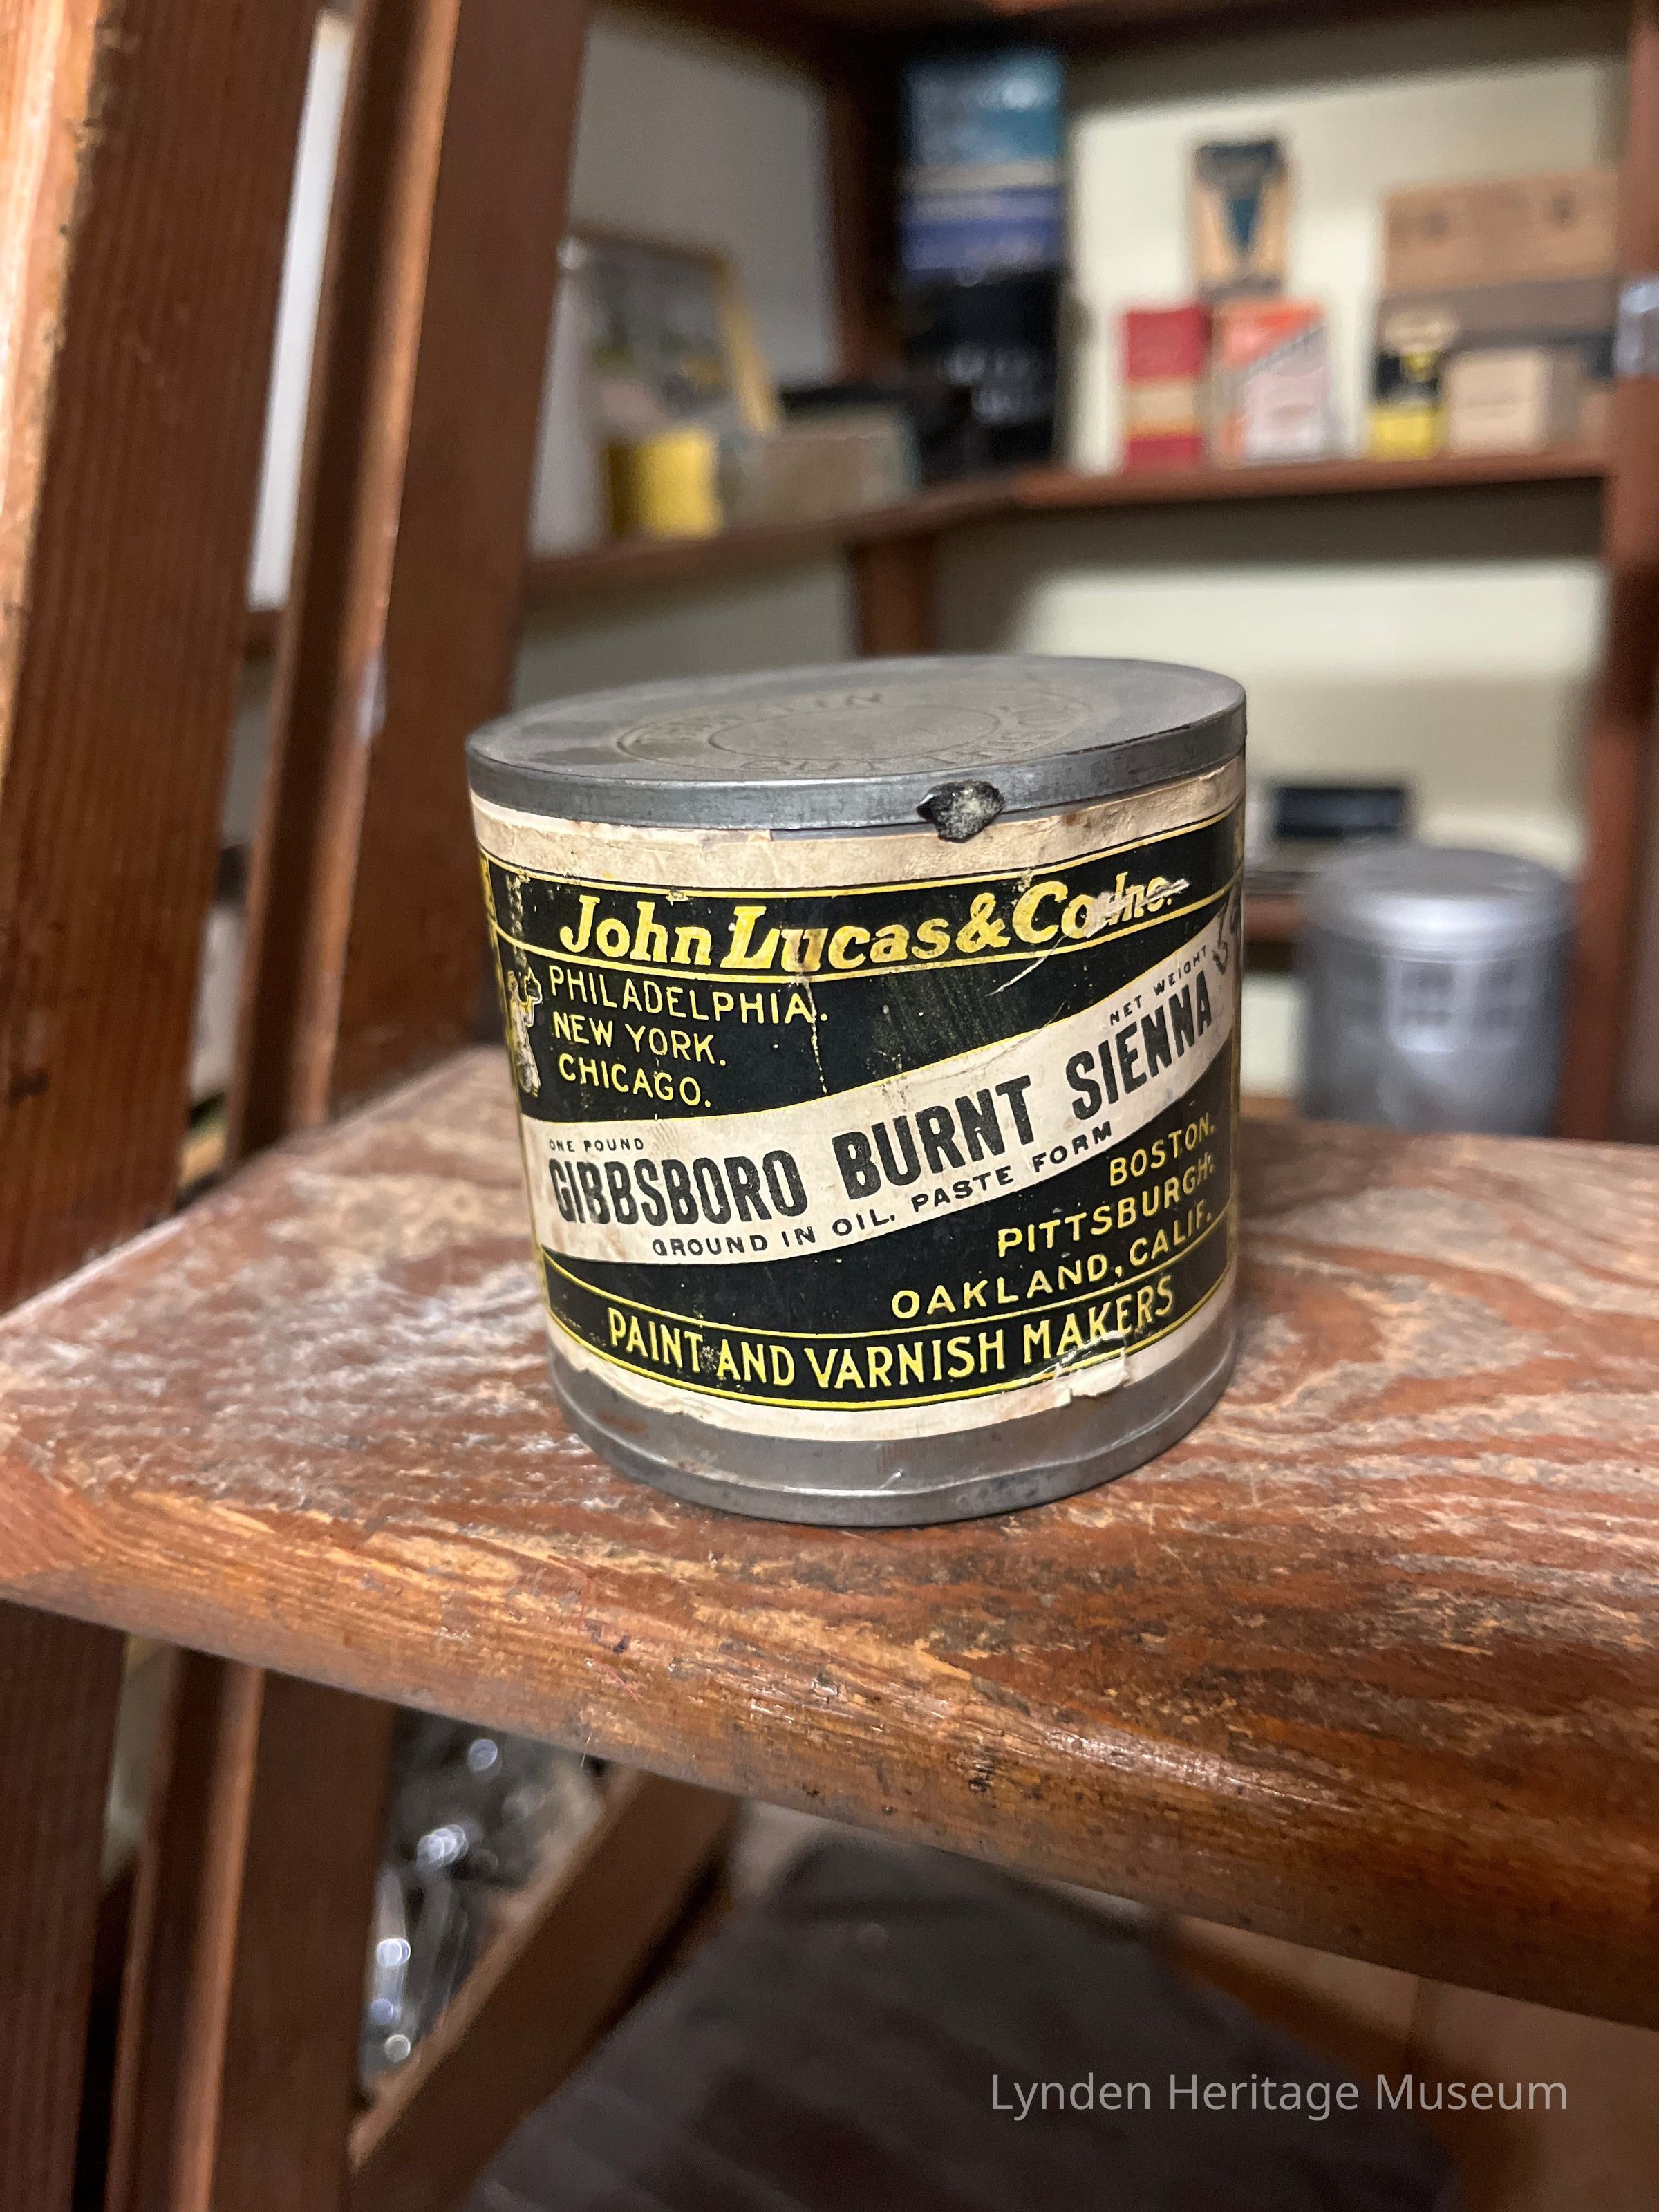 John Lucas & Co. Inc.
PHILADELPHIA.
NEW YORK.
CHICAGO.
NET WEIGHT
ONE POUND
GIBBSBORO BURNT SIENNA
GROUND IN OIL. PASTE FORM
BOSTON.
PITTSBURGH.
OAKLAND, CALIF.
PAINT AND VARNISH MAKERS
Lynden Heritage Museum